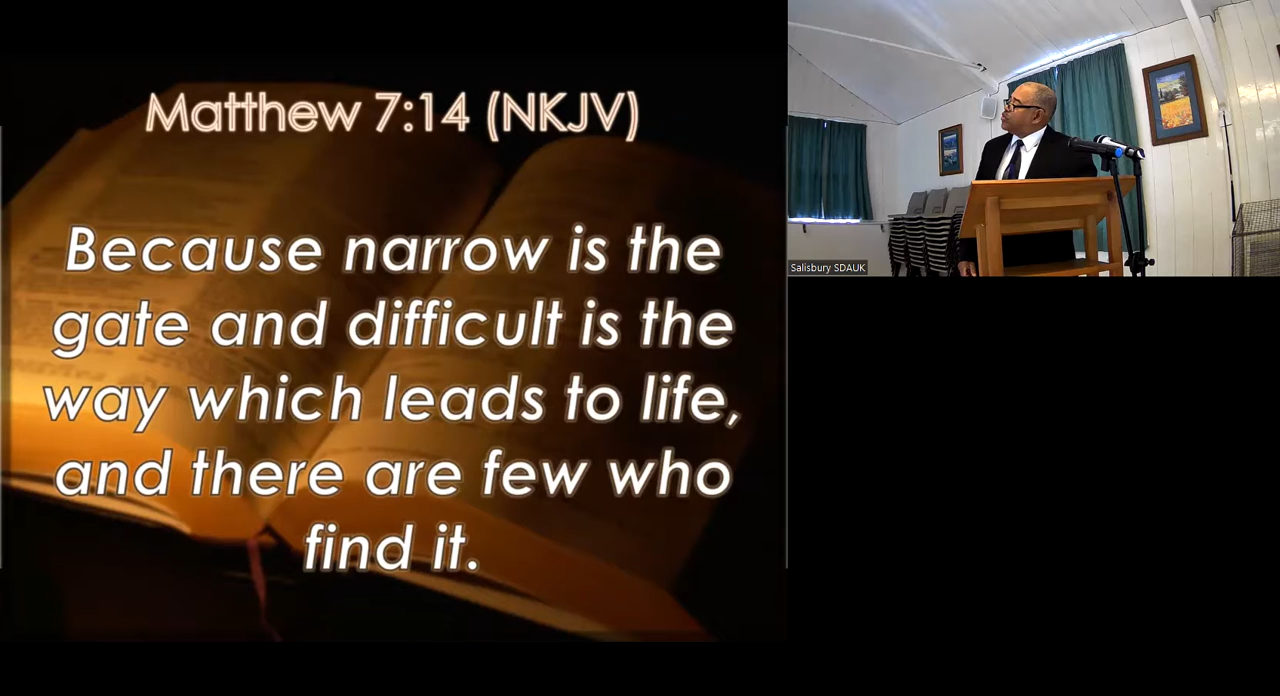 Matthew 7:14 (NKJV)
Because narrow is the
gate and difficult is the
way which leads to life,
and there are few who
find it.
Salisbury SDAUK